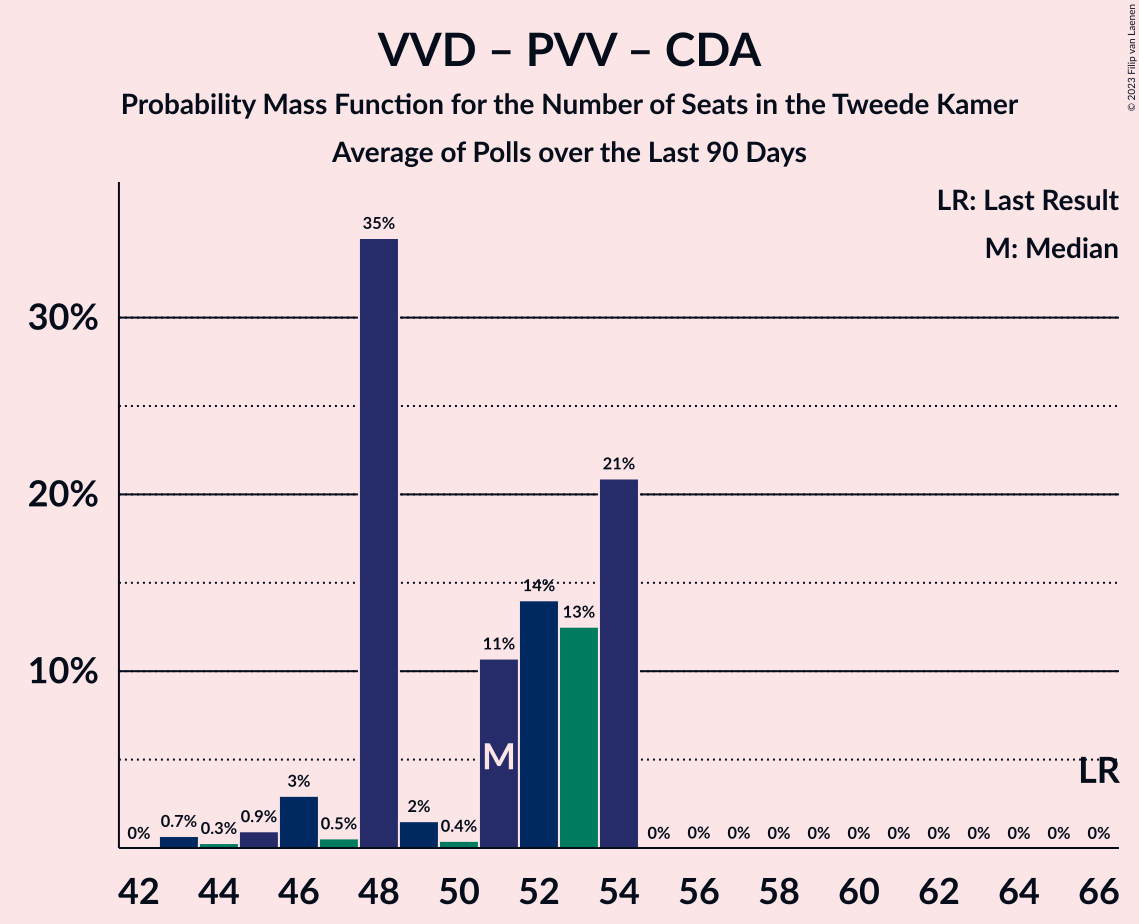 VVD – PVV – CDA
Probability Mass Function for the Number of Seats in the Tweede Kamer
Average of Polls over the Last 90 Days
© 2023 Filip van Laenen
LR: Last Result
M: Median
30%
20%
10%
0% 0.7% 0.3% 0.9% 3% 0.5% 35% 2% 0.4% 11% 14% 13% 21% 0% 0% 0% 0% 0% 0% 0% 0% 0% 0% 0% 0%
M
LR
42 44 46 48 50 52 54 56 58 60 62 64 66